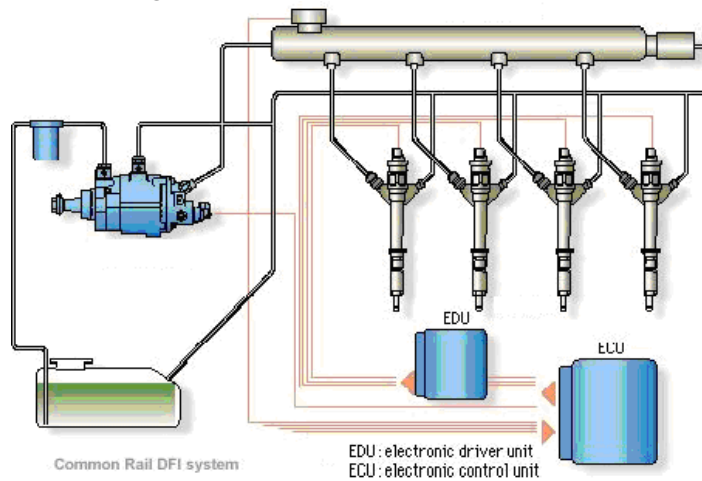 EDU
ECU
EDU : electronic driver unit
ECU : electronic control unit
Common Rail DFI system